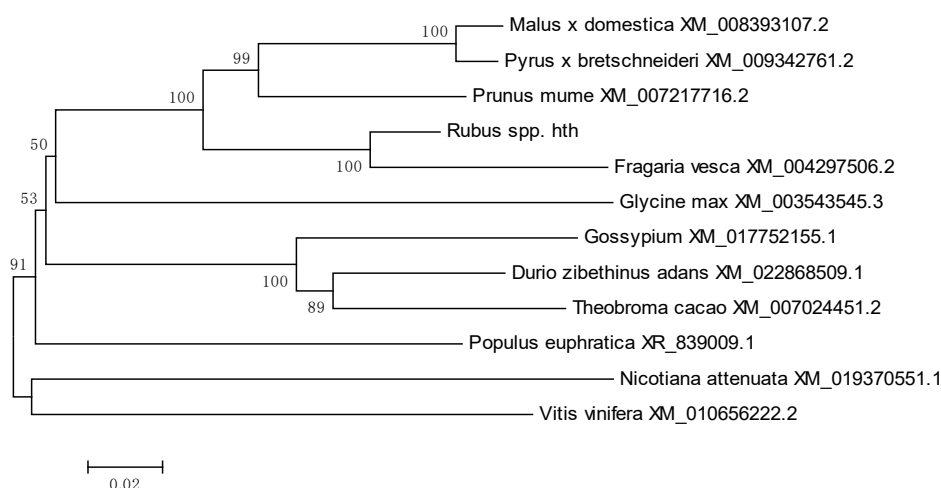 100
Malus x domestica XM_008393107.2
99
Pyrus x bretschneideri XM_009342761.2
100
Prunus mume XM_007217716.2
Rubus spp. hth
50
100
Fragaria vesca XM_004297506.2
53
Glycine max XM_003543545.3
Gossypium XM_017752155.1
91
100
Durio zibethinus adans XM_022868509.1
89
Theobroma cacao XM_007024451.2
Populus euphratica XR_839009.1
Nicotiana attenuata XM_019370551.1
Vitis vinifera XM_010656222.2
0.02